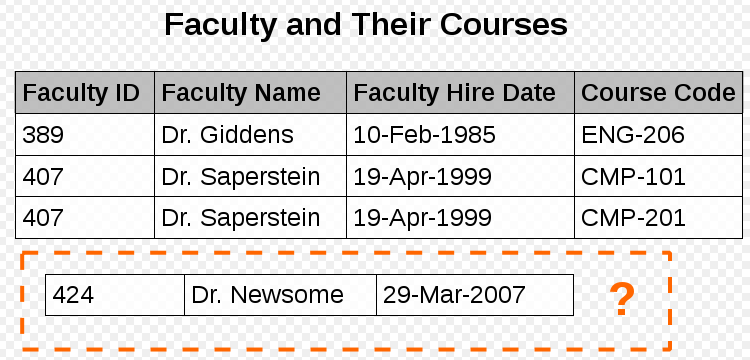 Faculty and Their Courses
Faculty ID Faculty Name Faculty Hire Date Course Code
389 Dr. Giddens 10-Feb-1985 ENG-206
407 Dr. Saperstein 19-Apr-1999 CMP-101
407 Dr. Saperstein 19-Apr-1999 CMP-201
424 Dr. Newsome 29-Mar-2007 ?